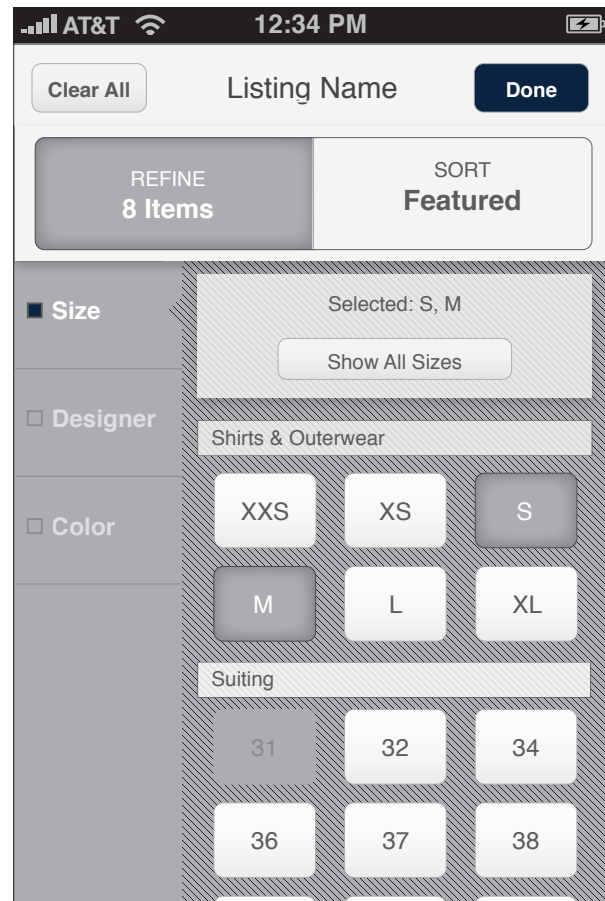 AT&T 12:34 PM
Clear All Listing Name Done
REFINE
8 Items
SORT
Featured
Size
Designer
Color
Selected: S, M
Show All Sizes
Shirts & Outerwear
XXS XS S
M L XL
Suiting
31 32 34
36 37 38